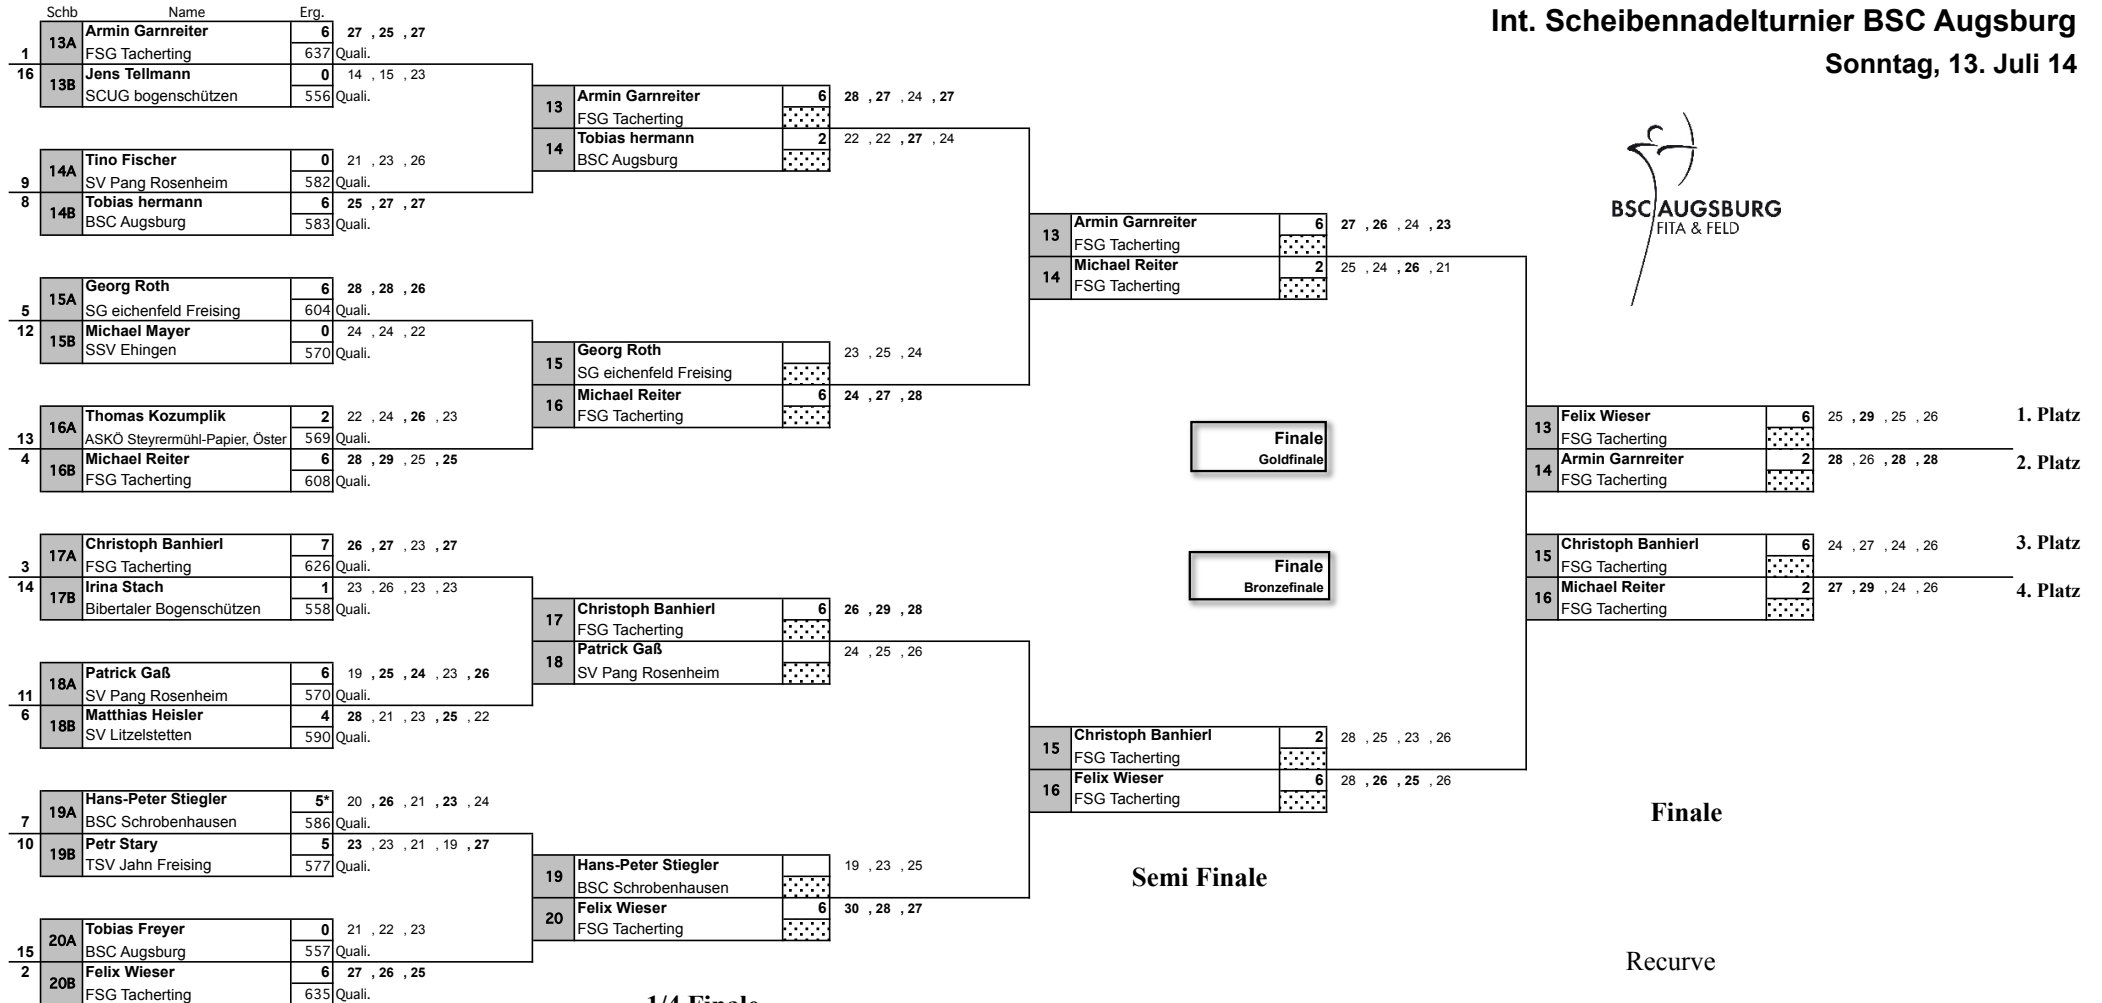 Int. Scheibennadelturnier BSC Augsburg
Sonntag, 13. Juli 14
BSC AUGSBURG
FITA & FELD
Schb Name Erg.
13A Armin Garnreiter 6 27 , 25 , 27
1 FSG Tacherting 637 Quali.
16 13B Jens Tellmann 0 14 , 15 , 23
SCUG bogenschützen 556 Quali.
14A Tino Fischer 0 21 , 23 , 26
9 SV Pang Rosenheim 582 Quali.
8 14B Tobias hermann 6 25 , 27 , 27
BSC Augsburg 583 Quali.
15A Georg Roth 6 28 , 28 , 26
5 SG eichenfeld Freising 604 Quali.
12 15B Michael Mayer 0 24 , 24 , 22
SSV Ehingen 570 Quali.
16A Thomas Kozumplik 2 22 , 24 , 26 , 23
13 ASKÖ Steyrermühl-Papier, Öster 569 Quali.
4 16B Michael Reiter 6 28 , 29 , 25 , 25
FSG Tacherting 608 Quali.
17A Christoph Banhierl 7 26 , 27 , 23 , 27
3 FSG Tacherting 626 Quali.
14 17B Irina Stach 1 23 , 26 , 23 , 23
Bibertaler Bogenschützen 558 Quali.
18A Patrick Gaß 6 19 , 25 , 24 , 23 , 26
11 SV Pang Rosenheim 570 Quali.
6 18B Matthias Heisler 4 28 , 21 , 23 , 25 , 22
SV Litzelstetten 590 Quali.
19A Hans-Peter Stiegler 5* 20 , 26 , 21 , 23 , 24
7 BSC Schrobenhausen 586 Quali.
10 19B Petr Stary 5 23 , 23 , 21 , 19 , 27
TSV Jahn Freising 577 Quali.
20A Tobias Freyer 0 21 , 22 , 23
15 BSC Augsburg 557 Quali.
2 20B Felix Wieser 6 27 , 26 , 25
FSG Tacherting 635 Quali.
13 Armin Garnreiter 6 28 , 27 , 24 , 27
FSG Tacherting
14 Tobias hermann 2 22 , 22 , 27 , 24
BSC Augsburg
15 Georg Roth 23 , 25 , 24
SG eichenfeld Freising
16 Michael Reiter 6 24 , 27 , 28
FSG Tacherting
17 Christoph Banhierl 6 26 , 29 , 28
FSG Tacherting
18 Patrick Gaß 24 , 25 , 26
SV Pang Rosenheim
19 Hans-Peter Stiegler 19 , 23 , 25
BSC Schrobenhausen
20 Felix Wieser 6 30 , 28 , 27
FSG Tacherting
1/4 Finale
13 Armin Garnreiter 6 27 , 26 , 24 , 23
FSG Tacherting
14 Michael Reiter 2 25 , 24 , 26 , 21
FSG Tacherting
Finale
Goldfinale
Finale
Bronzefinale
15 Christoph Banhierl 2 28 , 25 , 23 , 26
FSG Tacherting
16 Felix Wieser 6 28 , 26 , 25 , 26
FSG Tacherting
Semi Finale
13 Felix Wieser 6 25 , 29 , 25 , 26 1. Platz
FSG Tacherting
14 Armin Garnreiter 2 28 , 26 , 28 , 28 2. Platz
FSG Tacherting
15 Christoph Banhierl 6 24 , 27 , 24 , 26 3. Platz
FSG Tacherting
16 Michael Reiter 2 27 , 29 , 24 , 26 4. Platz
FSG Tacherting
Finale
Recurve